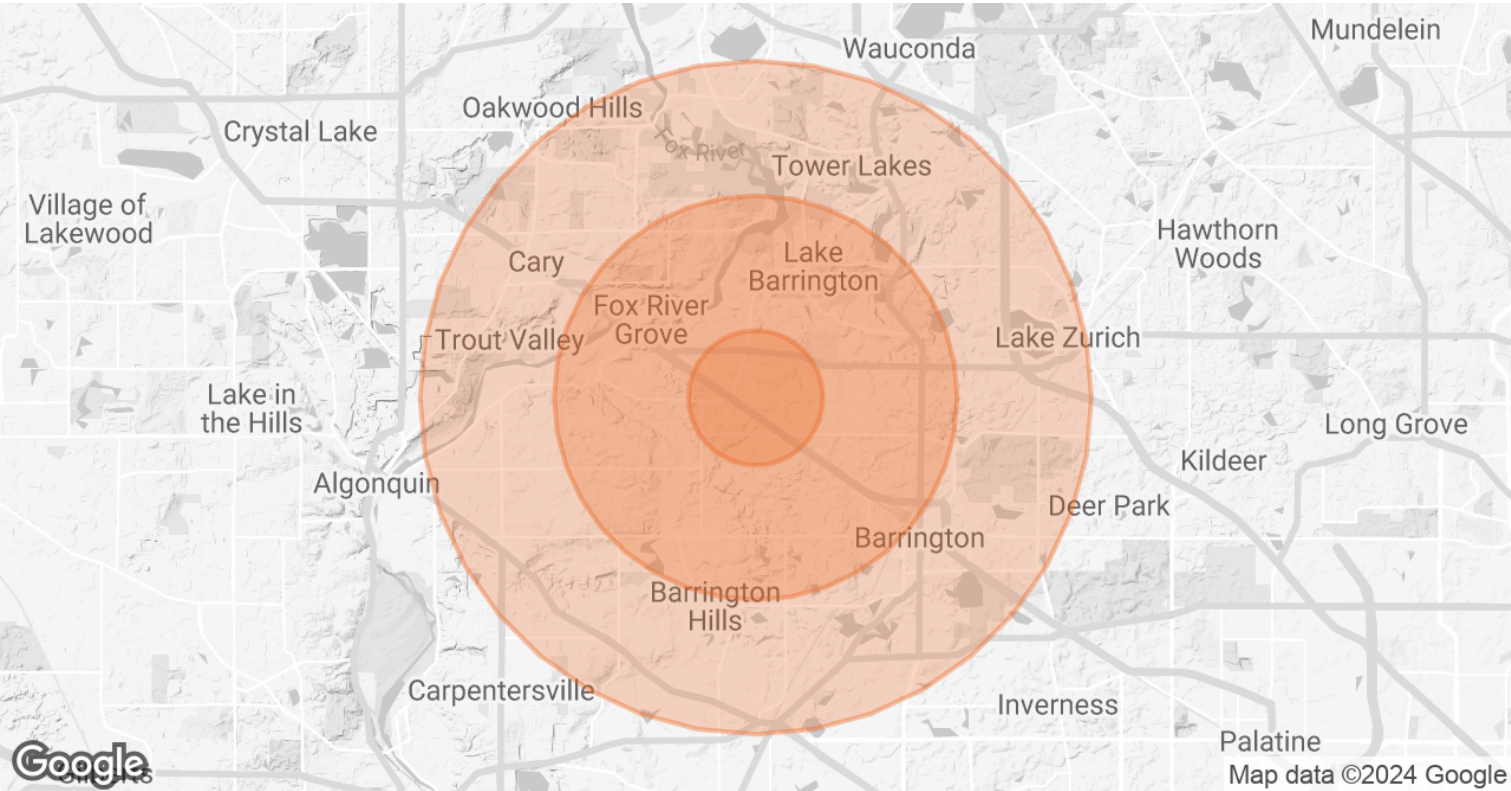 Mundelein
Wauconda
Oakwood Hills
Crystal Lake
Fox River
Tower Lakes
Village of
Lakewood
Hawthorn
Woods
Cary
Lake
Barrington
Fox River
Grove
Trout Valley
Lake Zurich
Lake in
the Hills
Long Grove
Kildeer
Algonquin
Deer Park
Barrington
Barrington
Hills
Carpentersville
Inverness
Palatine
Google
Map data ©2024 Google